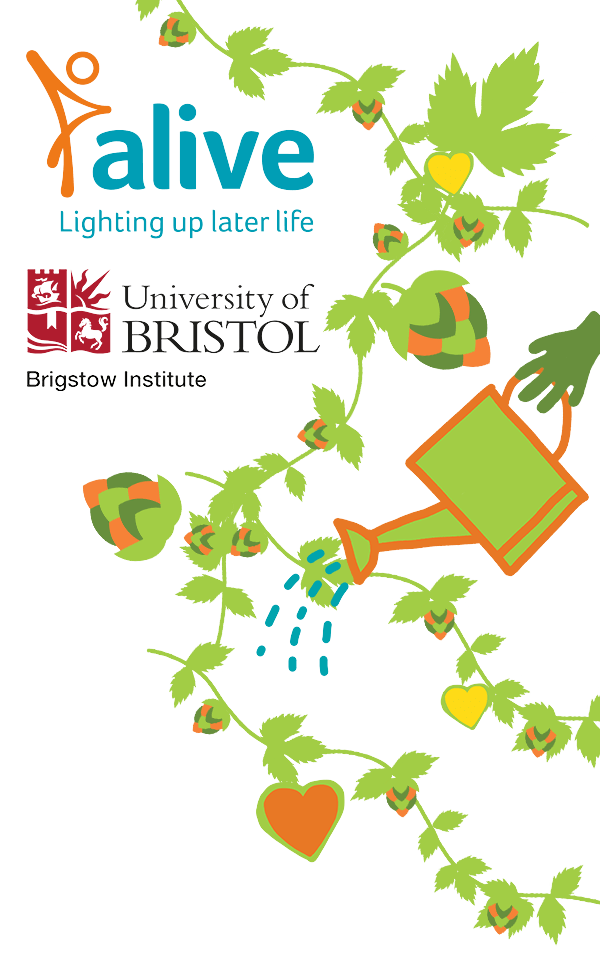 alive
Lighting up later life
University of
BRISTOL
Brigstow Institute